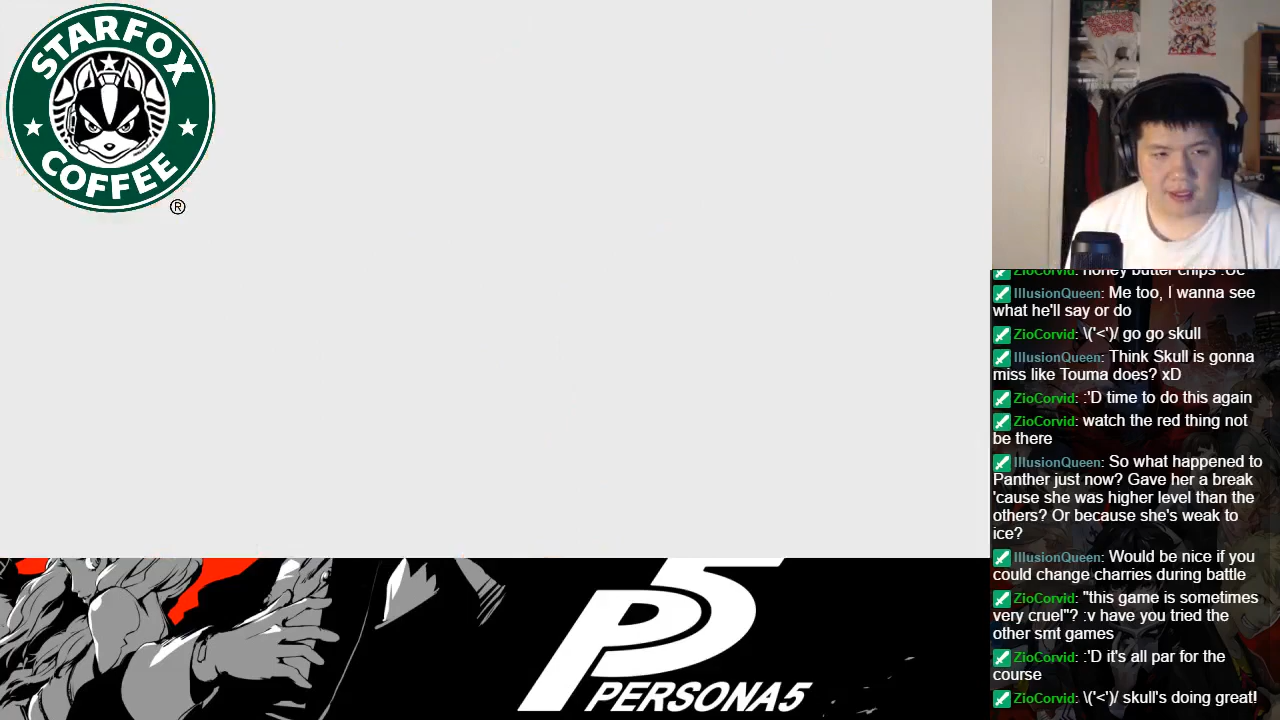 STARFOX
COFFEE
®
ZioCorvid: honey butter chips :Oc
IllusionQueen: Me too, I wanna see
what he'll say or do
ZioCorvid: \('<')/ go go skull
IllusionQueen: Think Skull is gonna
miss like Touma does? xD
ZioCorvid: :'D time to do this again
ZioCorvid: watch the red thing not
be there
IllusionQueen: So what happened to
Panther just now? Gave her a break
'cause she was higher level than the
others? Or because she's weak to
ice?
IllusionQueen: Would be nice if you
could change charries during battle
ZioCorvid: "this game is sometimes
very cruel"? :v have you tried the
other smt games
ZioCorvid: :'D it's all par for the
course
ZioCorvid: \('<')/ skull's doing great!
P5
PERSONA5